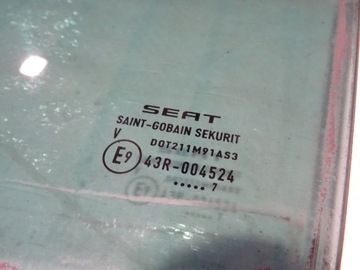 SEAT
SAINT-GOBAIN SEKURIT
V DOT211M91AS3
E9 43R-004524
..... 7